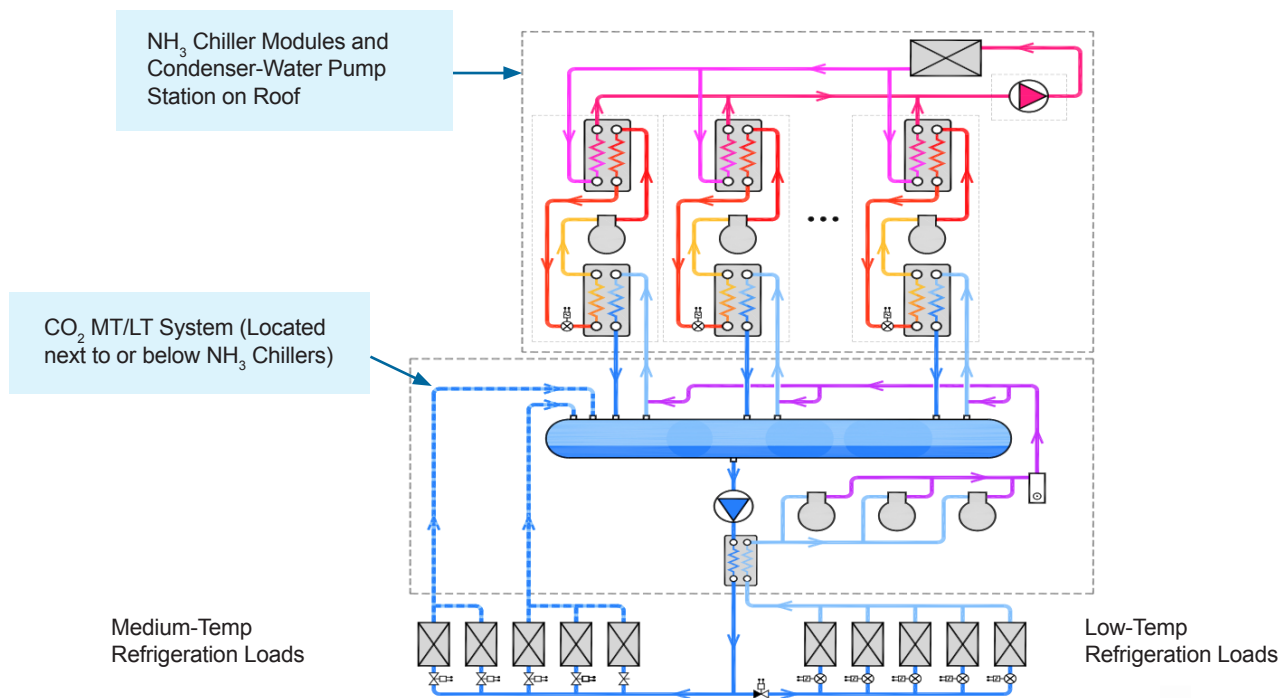 NH₃ Chiller Modules and
Condenser-Water Pump
Station on Roof
CO₂ MT/LT System (Located
next to or below NH₃ Chillers)
Medium-Temp
Refrigeration Loads
Low-Temp
Refrigeration Loads